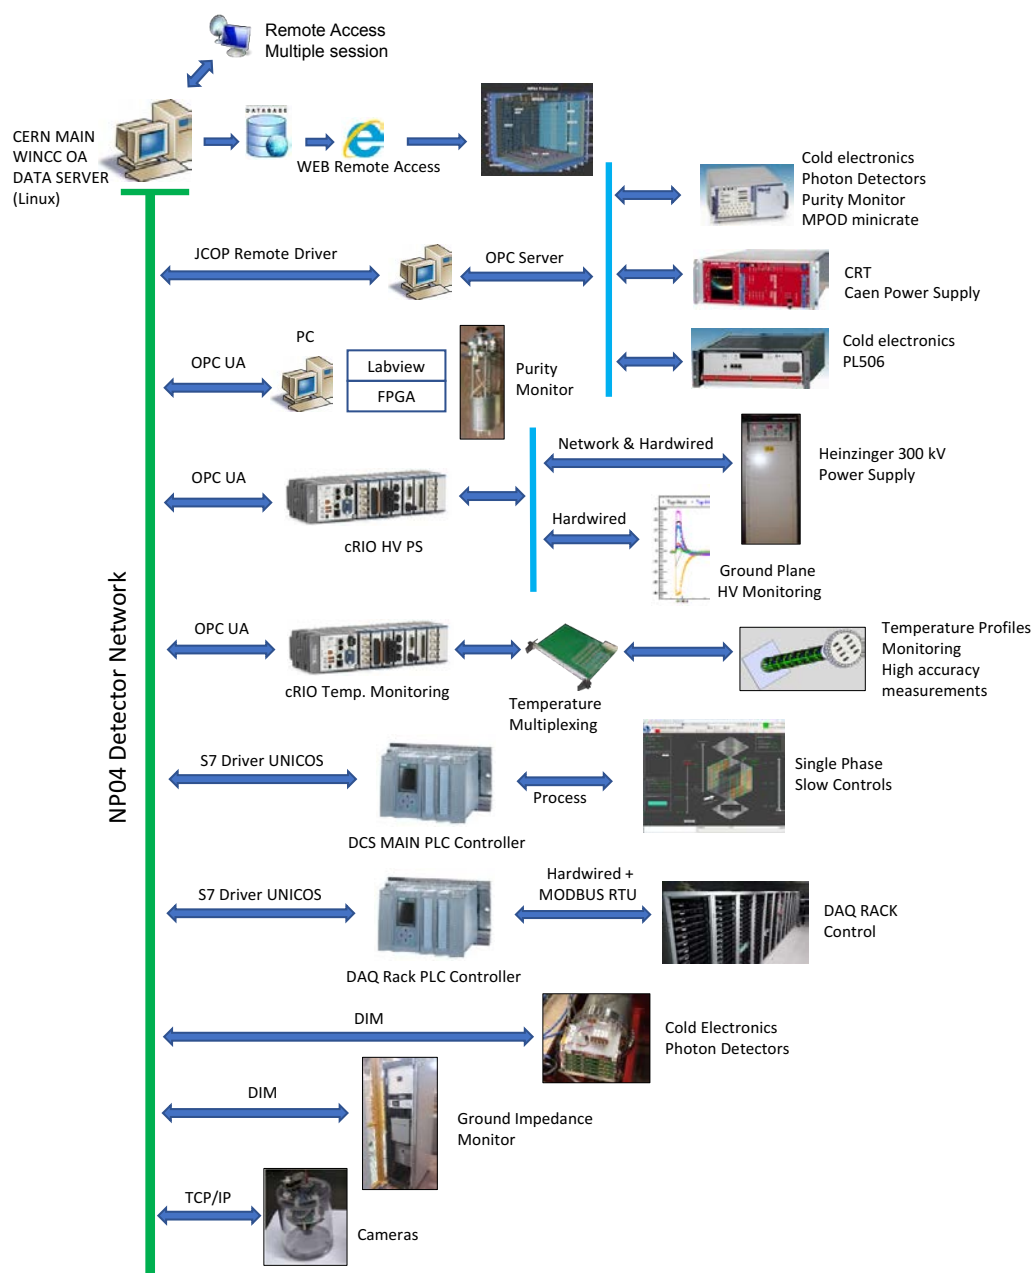 Remote Access
Multiple session
DATABASE
CERN MAIN
WINCC OA
DATA SERVER
(Linux)
WEB Remote Access
Cold electronics
Photon Detectors
Purity Monitor
MPOD minicrate
JCOP Remote Driver
OPC Server
CRT
Caen Power Supply
PC
OPC UA
Labview
FPGA
Purity
Monitor
Cold electronics
PL506
Network & Hardwired
Heinzinger 300 kV
Power Supply
OPC UA
cRIO HV PS
Hardwired
Ground Plane
HV Monitoring
NP04 Detector Network
OPC UA
cRIO Temp. Monitoring
Temperature
Multiplexing
Temperature Profiles
Monitoring
High accuracy
measurements
S7 Driver UNICOS
DCS MAIN PLC Controller
Process
Single Phase
Slow Controls
S7 Driver UNICOS
DAQ Rack PLC Controller
Hardwired +
MODBUS RTU
DAQ RACK
Control
DIM
Cold Electronics
Photon Detectors
DIM
Ground Impedance
Monitor
TCP/IP
Cameras